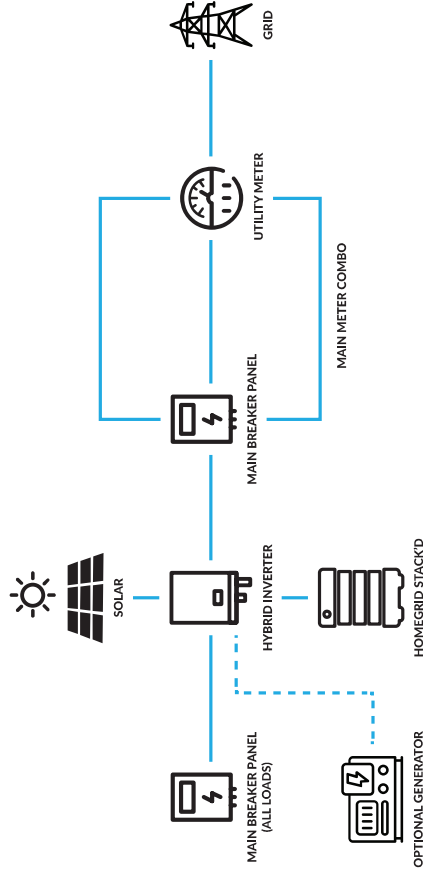 GRID
UTILITY METER
MAIN METER COMBO
MAIN BREAKER PANEL
SOLAR
HYBRID INVERTER
HOMEGRID STACK'D
MAIN BREAKER PANEL
(ALL LOADS)
OPTIONAL GENERATOR